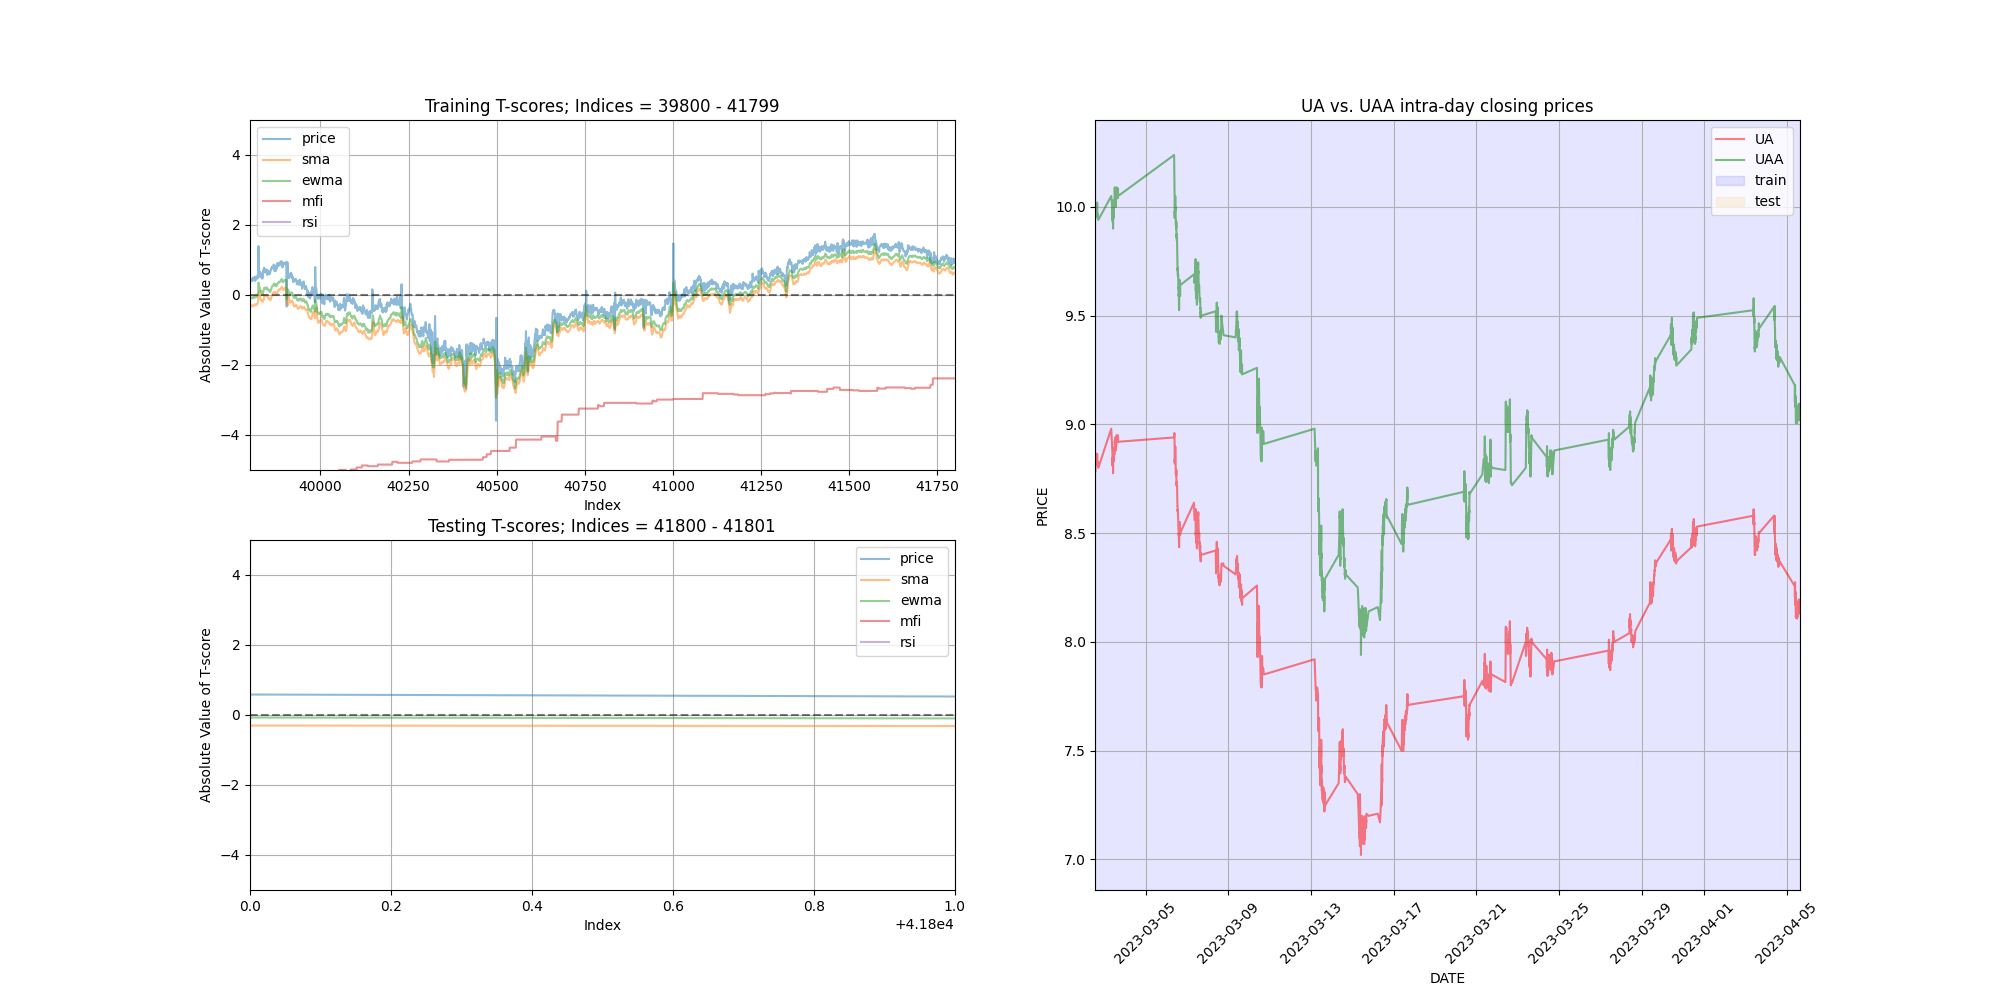 Training T-scores; Indices = 39800 - 41799
Absolute Value of T-score
4
2
0
−2
−4
price
sma
ewma
mfi
rsi
40000 40250 40500 40750 41000 41250 41500 41750
Index
Testing T-scores; Indices = 41800 - 41801
Absolute Value of T-score
4
2
0
−2
−4
price
sma
ewma
mfi
rsi
0.0 0.2 0.4 0.6 0.8 1.0
+4.18e4
Index
UA vs. UAA intra-day closing prices
PRICE
10.0
9.5
9.0
8.5
8.0
7.5
7.0
UA
UAA
train
test
2023-03-05 2023-03-09 2023-03-13 2023-03-17 2023-03-21 2023-03-25 2023-03-29 2023-04-01 2023-04-05
DATE